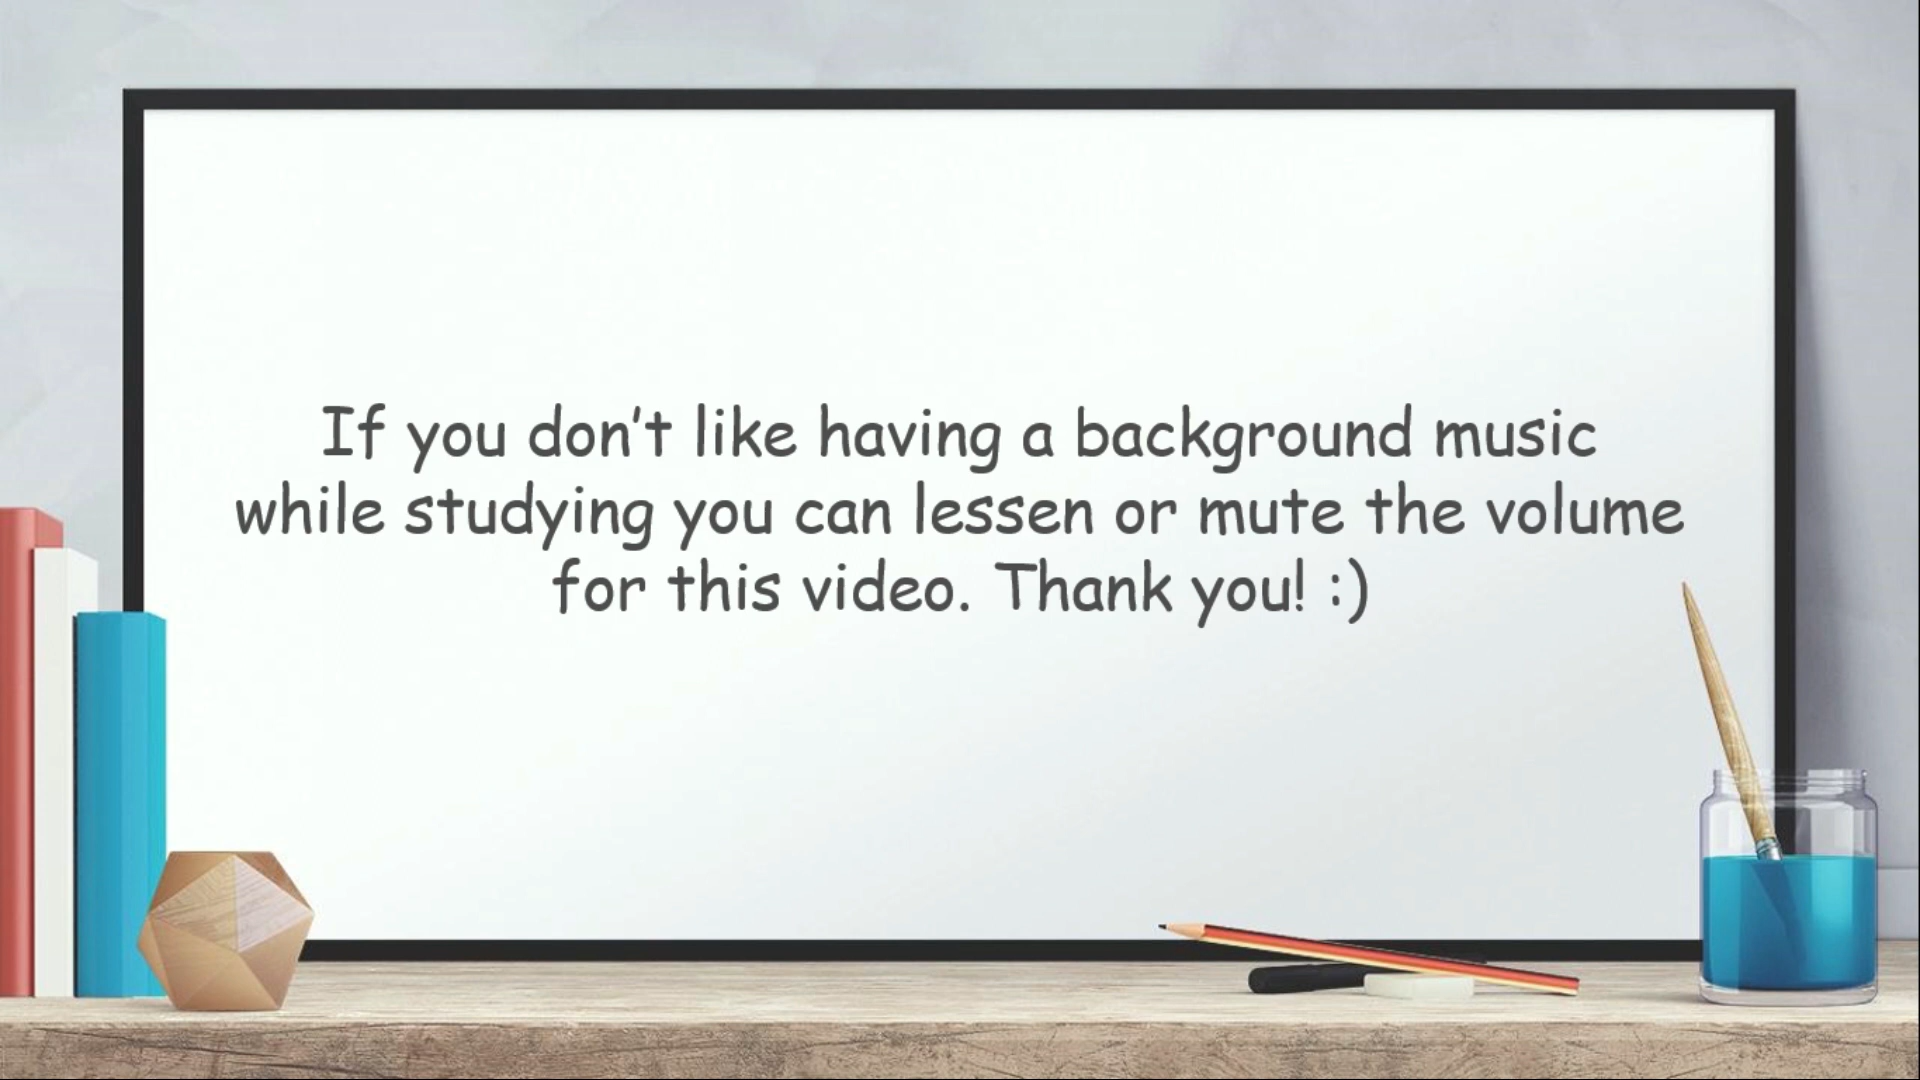 If you don't like having a background music
while studying you can lessen or mute the volume
for this video. Thank you! :)